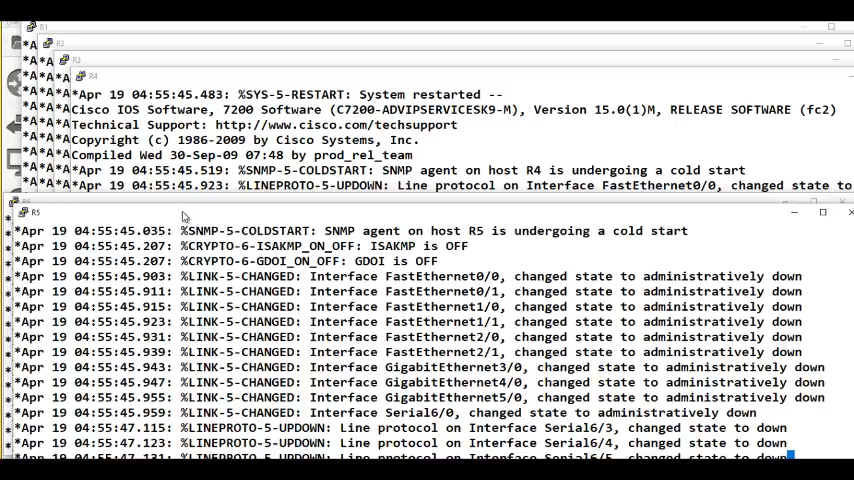 R1
R2
R3
R4
*Apr 19 04:55:45.483: %SYS-5-RESTART: System restarted --
Cisco IOS Software, 7200 Software (C7200-ADVIPSERVICESK9-M), Version 15.0(1)M, RELEASE SOFTWARE (fc2)
Technical Support: http://www.cisco.com/techsupport
Copyright (c) 1986-2009 by Cisco Systems, Inc.
Compiled Wed 30-Sep-09 07:48 by prod_rel_team
*Apr 19 04:55:45.519: %SNMP-5-COLDSTART: SNMP agent on host R4 is undergoing a cold start
*Apr 19 04:55:45.923: %LINEPROTO-5-UPDOWN: Line protocol on Interface FastEthernet0/0, changed state to
R5
*Apr 19 04:55:45.035: %SNMP-5-COLDSTART: SNMP agent on host R5 is undergoing a cold start
*Apr 19 04:55:45.207: %CRYPTO-6-ISAKMP_ON_OFF: ISAKMP is OFF
*Apr 19 04:55:45.207: %CRYPTO-6-GDOI_ON_OFF: GDOI is OFF
*Apr 19 04:55:45.903: %LINK-5-CHANGED: Interface FastEthernet0/0, changed state to administratively down
*Apr 19 04:55:45.911: %LINK-5-CHANGED: Interface FastEthernet0/1, changed state to administratively down
*Apr 19 04:55:45.915: %LINK-5-CHANGED: Interface FastEthernet1/0, changed state to administratively down
*Apr 19 04:55:45.923: %LINK-5-CHANGED: Interface FastEthernet1/1, changed state to administratively down
*Apr 19 04:55:45.931: %LINK-5-CHANGED: Interface FastEthernet2/0, changed state to administratively down
*Apr 19 04:55:45.939: %LINK-5-CHANGED: Interface FastEthernet2/1, changed state to administratively down
*Apr 19 04:55:45.943: %LINK-5-CHANGED: Interface GigabitEthernet3/0, changed state to administratively down
*Apr 19 04:55:45.947: %LINK-5-CHANGED: Interface GigabitEthernet4/0, changed state to administratively down
*Apr 19 04:55:45.955: %LINK-5-CHANGED: Interface GigabitEthernet5/0, changed state to administratively down
*Apr 19 04:55:45.959: %LINK-5-CHANGED: Interface Serial6/0, changed state to administratively down
*Apr 19 04:55:47.115: %LINEPROTO-5-UPDOWN: Line protocol on Interface Serial6/3, changed state to down
*Apr 19 04:55:47.123: %LINEPROTO-5-UPDOWN: Line protocol on Interface Serial6/4, changed state to down
*Apr 19 04:55:47.131: %LINEPROTO-5-UPDOWN: Line protocol on Interface Serial6/5, changed state to down